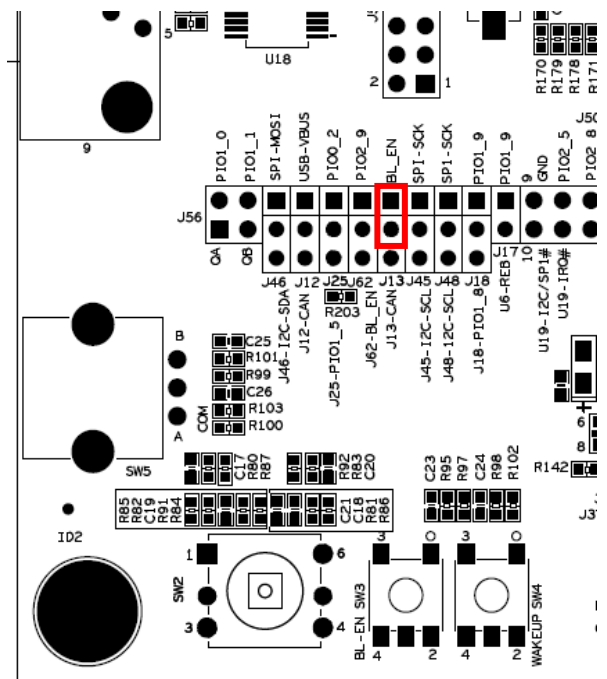 5
U18
2
1
R170
R179
R178
R171
9
J50
PIO1_0
PIO1_1
SPI-MOSI
USB-VBUS
PIO0_2
PIO2_9
BL_EN
SPI-SCK
SP1-SCK
PIO1_9
PIO1_9
9
GND
PIO2_5
PIO2_8
J56
QA
QB
J46
J12
J25
J62
J13
J45
J48
J18
J17
10
R203
J46-I2C-SDA
J12-CAN
J25-PIO1_5
J62-BL_EN
J13-CAN
J45-I2C-SCL
J48-I2C-SCL
J18-PIO1_8
U6-REB
U19-I2C/SPI#
U19-IRQ#
B
A
COM
C25
R101
R99
C26
R103
R100
+
6
8
SW5
C17
R80
R87
R92
R83
C20
C23
R95
R97
C24
R98
R102
R142
R85
R82
C19
R91
R84
C21
C18
R81
R86
J37
ID2
SW2
1
6
3
4
BL-EN SW3
3
4
2
WAKEUP SW4
3
4
2